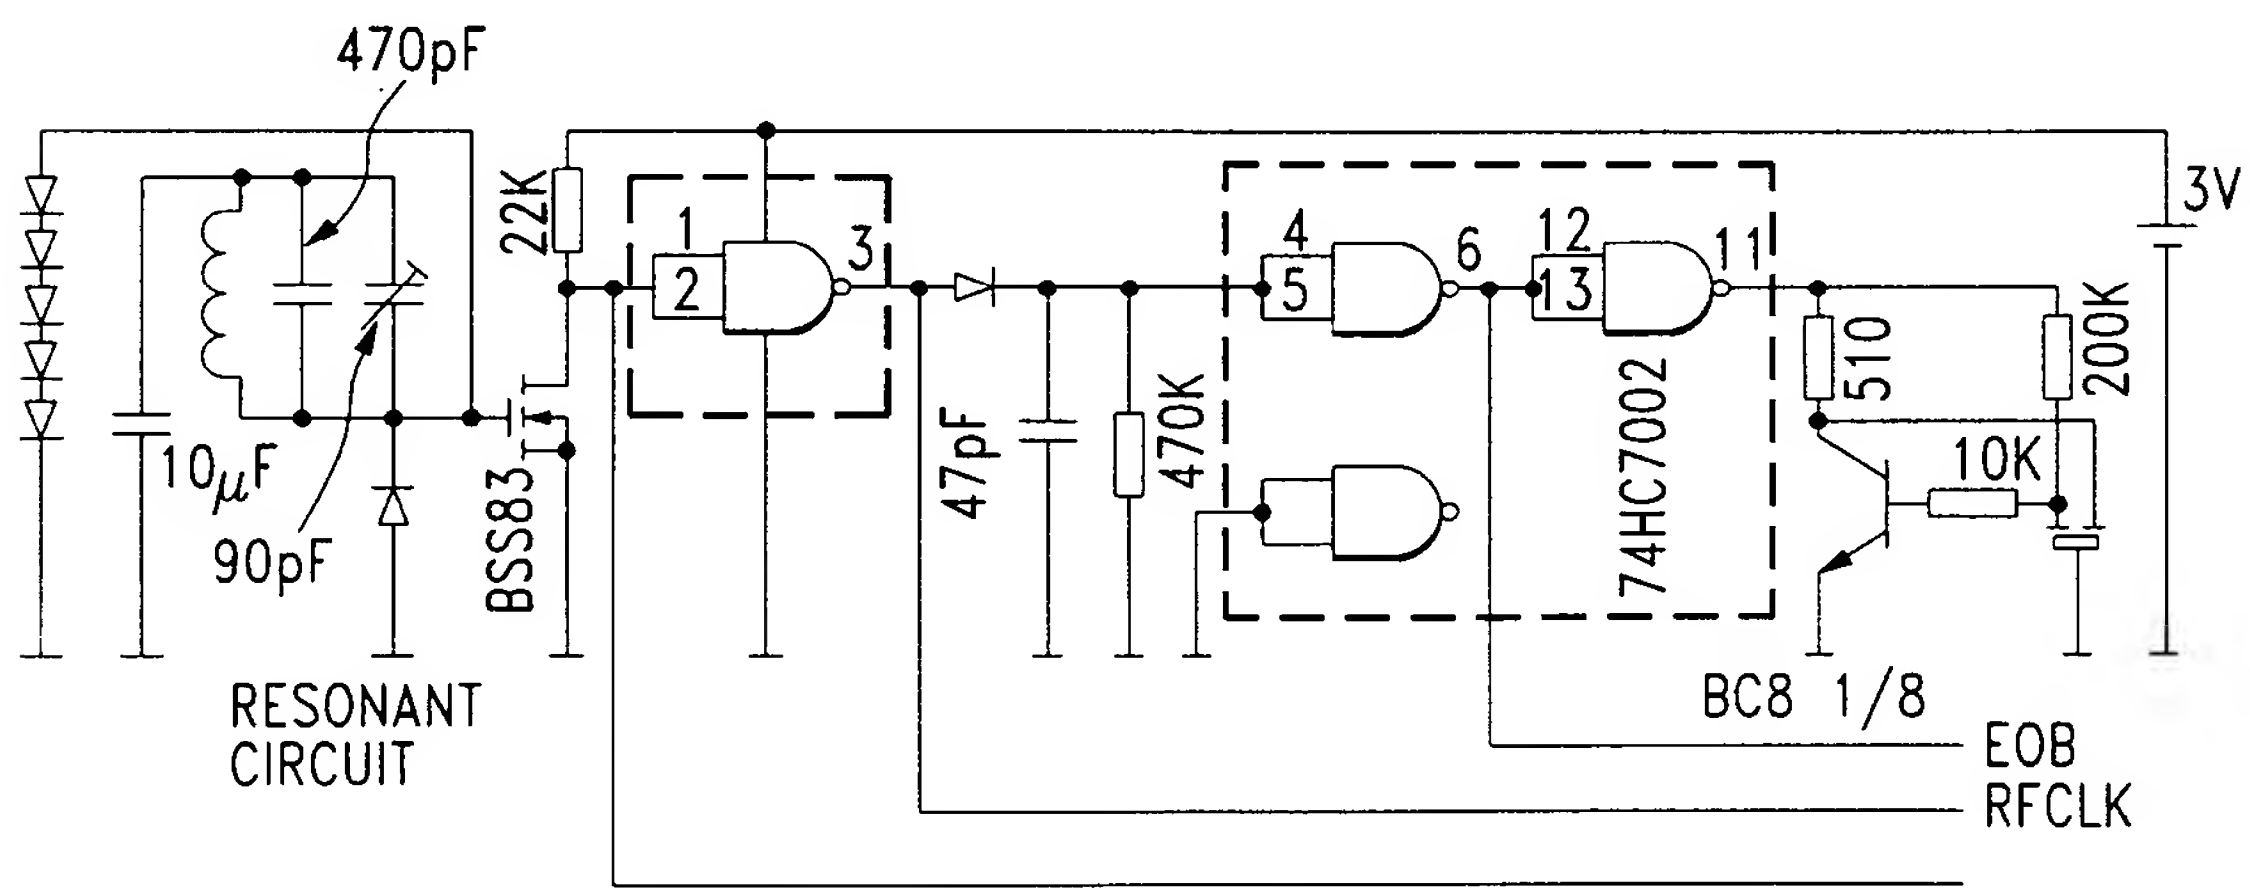 470pF
3V
22K
1
2
3
4
5
6
12
13
11
510
200K
10K
10μF
90pF
BSS83
47pF
470K
74HC7002
RESONANT
CIRCUIT
BC8 1/8
EOB
RFCLK